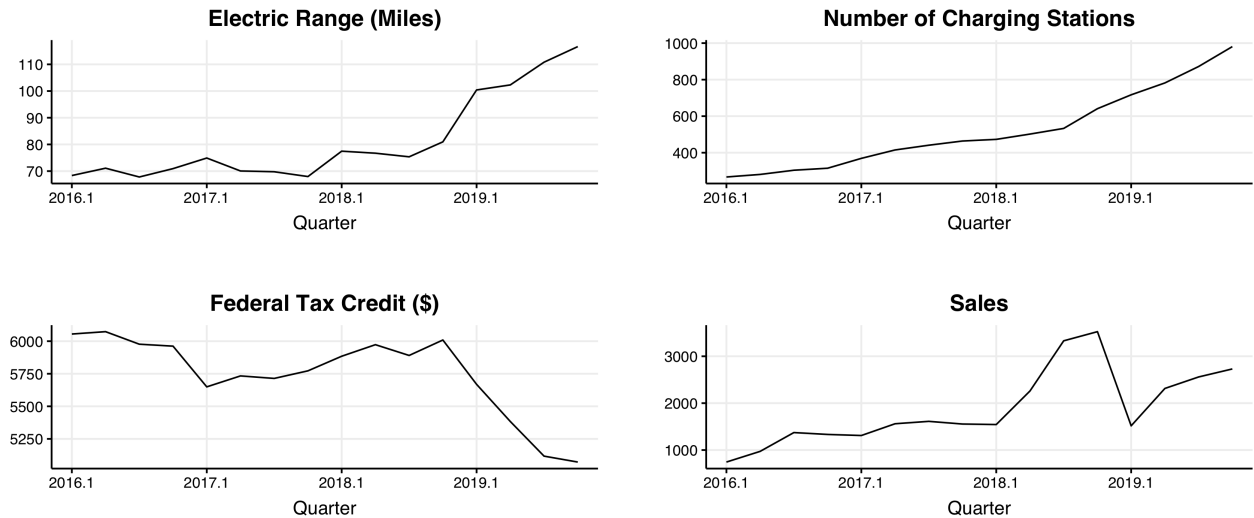 Electric Range (Miles)
110
100
90
80
70
2016.1 2017.1 2018.1 2019.1
Quarter
Number of Charging Stations
1000
800
600
400
2016.1 2017.1 2018.1 2019.1
Quarter
Federal Tax Credit ($)
6000
5750
5500
5250
2016.1 2017.1 2018.1 2019.1
Quarter
Sales
3000
2000
1000
2016.1 2017.1 2018.1 2019.1
Quarter